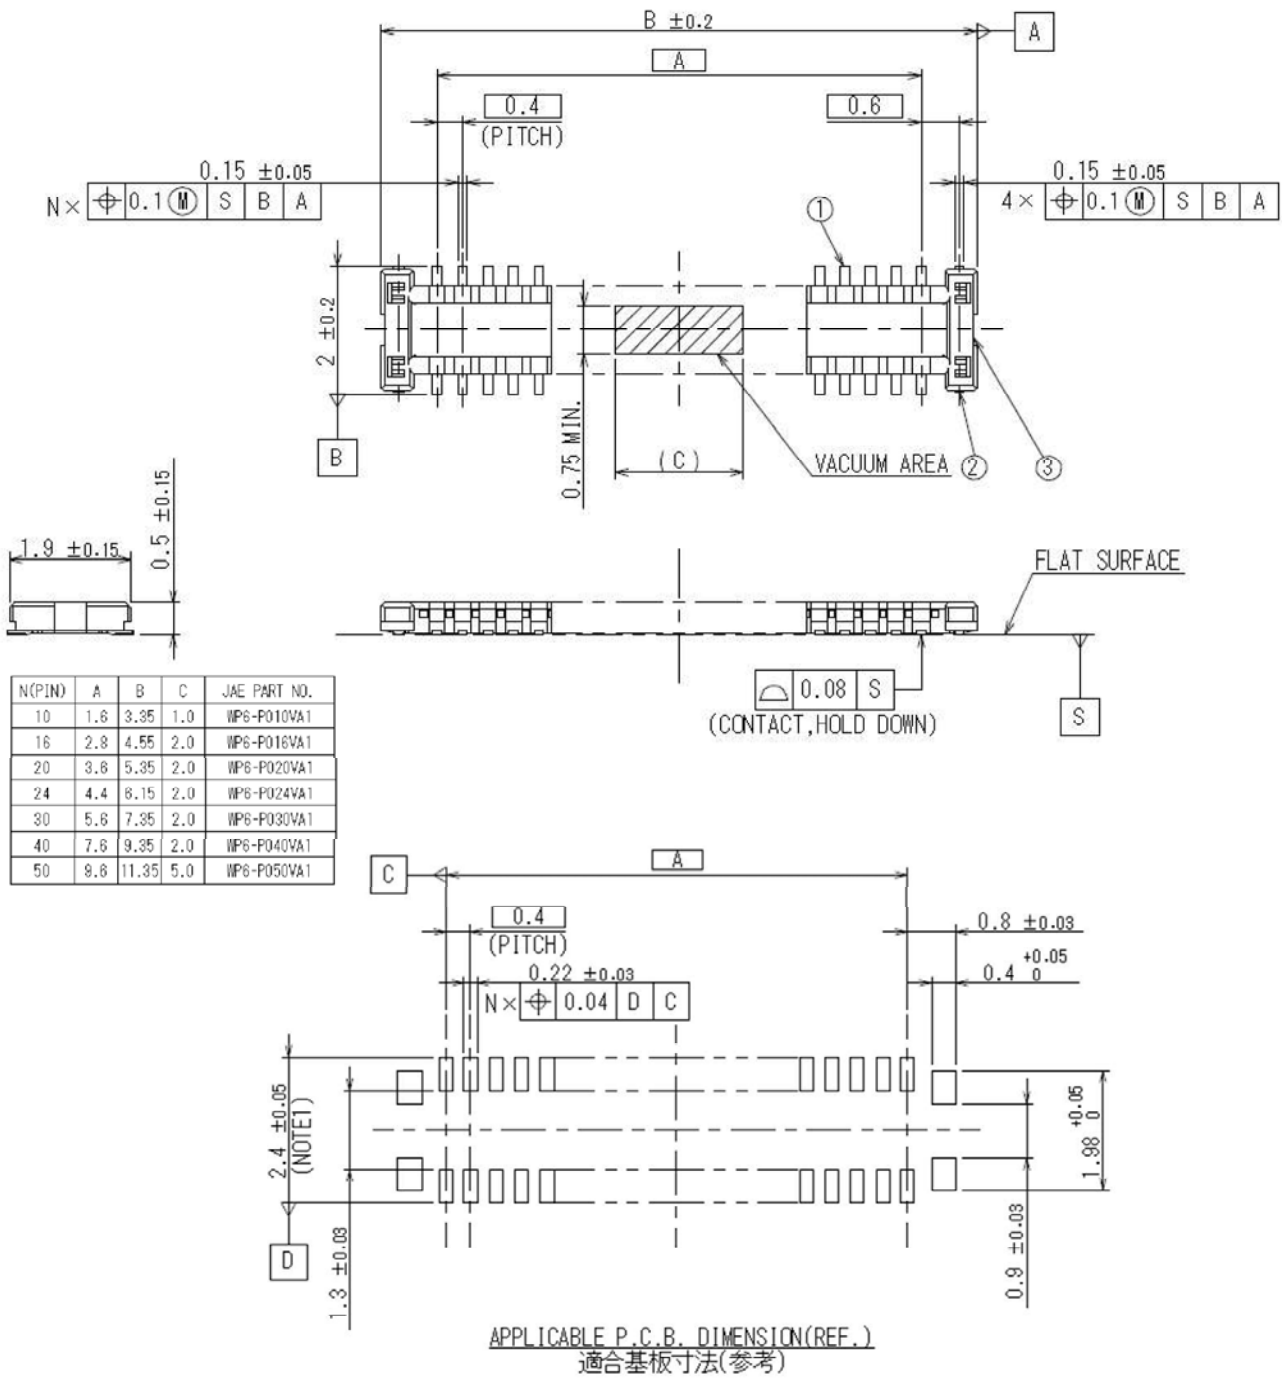 B ±0.2
A
A
0.4
(PITCH)
0.6
0.15 ±0.05
N× ⌖ 0.1 Ⓜ S B A
0.15 ±0.05
4× ⌖ 0.1 Ⓜ S B A
①
2 ±0.2
B
0.75 MIN.
(C)
VACUUM AREA
②
③
1.9 ±0.15
0.5 ±0.15
FLAT SURFACE
⌓ 0.08 S
(CONTACT,HOLD DOWN)
S
N(PIN) A B C JAE PART NO.
10 1.6 3.35 1.0 WP6-P010VA1
16 2.8 4.55 2.0 WP6-P016VA1
20 3.6 5.35 2.0 WP6-P020VA1
24 4.4 6.15 2.0 WP6-P024VA1
30 5.6 7.35 2.0 WP6-P030VA1
40 7.6 9.35 2.0 WP6-P040VA1
50 9.6 11.35 5.0 WP6-P050VA1
C
A
0.4
(PITCH)
0.8 ±0.03
0.4 +0.05 0
0.22 ±0.03
N× ⌖ 0.04 D C
2.4 ±0.05
(NOTE1)
D
1.3 ±0.03
1.98 +0.05 0
0.9 ±0.03
APPLICABLE P.C.B. DIMENSION(REF.)
適合基板寸法(参考)